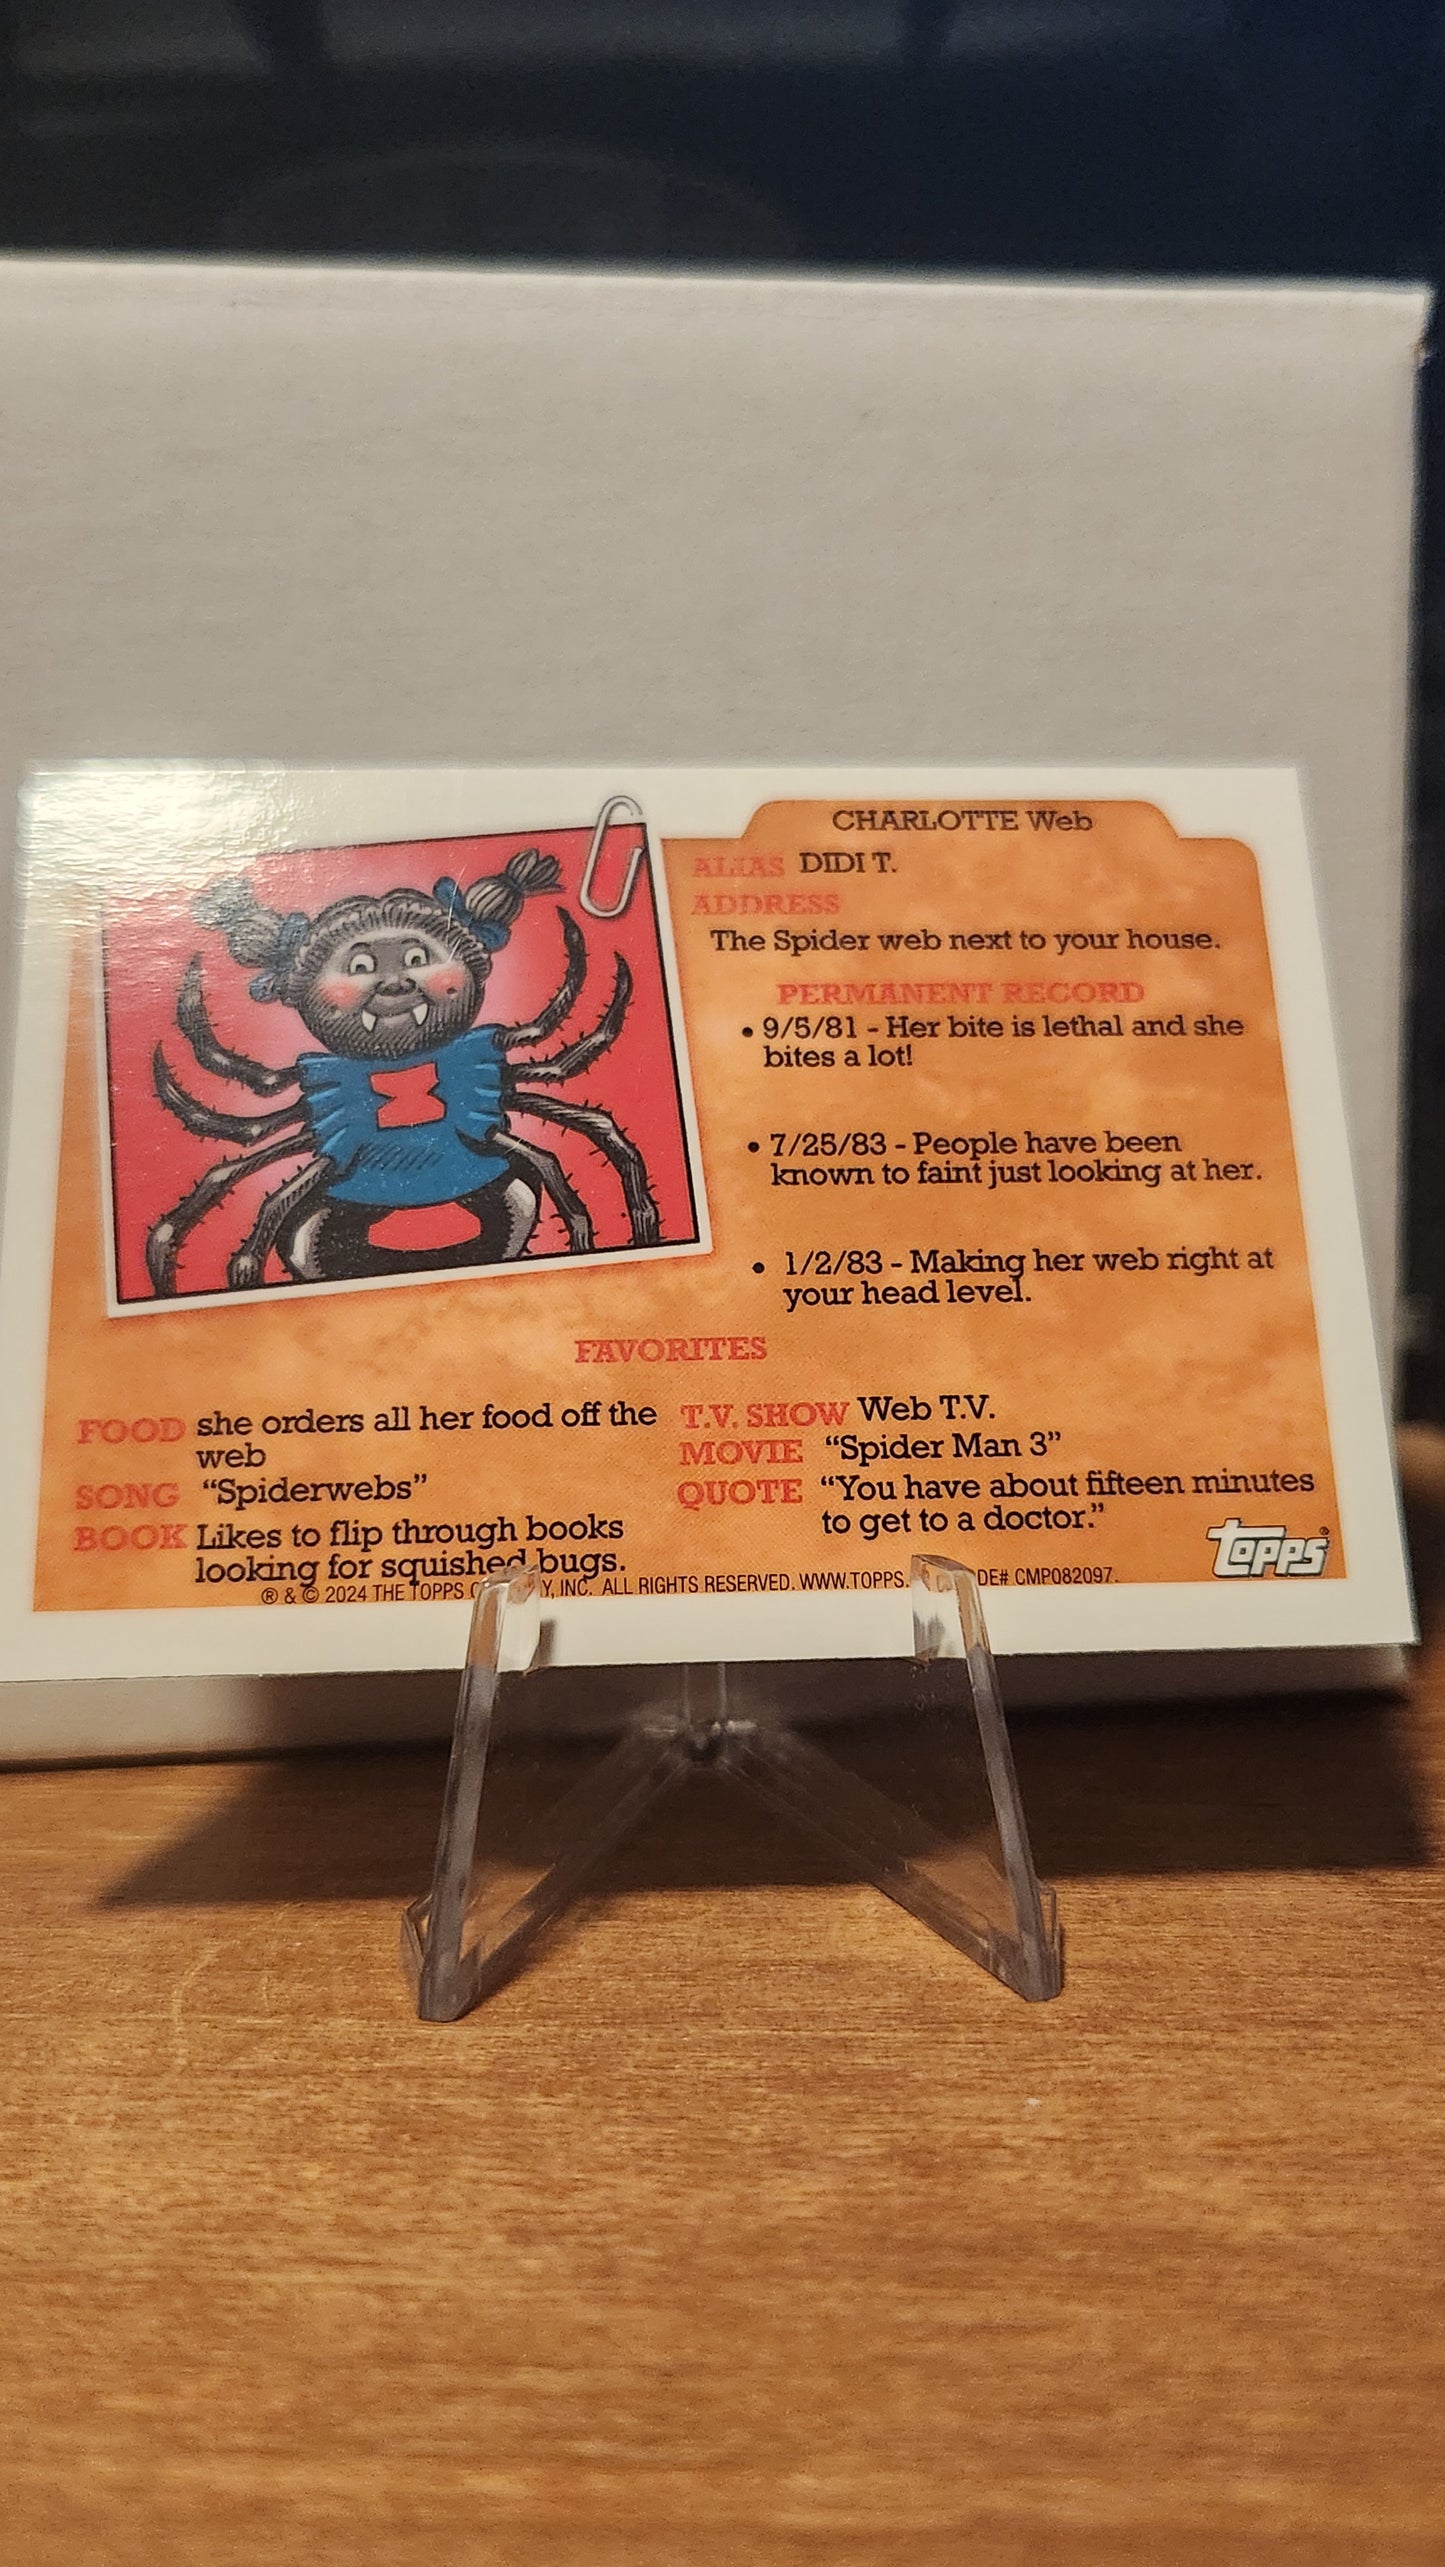 CHARLOTTE Web
ALIAS DIDI T.
ADDRESS
The Spider web next to your house.
PERMANENT RECORD
• 9/5/81 - Her bite is lethal and she
bites a lot!
• 7/25/83 - People have been
known to faint just looking at her.
• 1/2/83 - Making her web right at
your head level.
FAVORITES
FOOD she orders all her food off the
web
SONG “Spiderwebs”
BOOK Likes to flip through books
looking for squished bugs.
T.V. SHOW Web T.V.
MOVIE “Spider Man 3”
QUOTE “You have about fifteen minutes
to get to a doctor.”
topps®
® & © 2024 THE TOPPS INC. ALL RIGHTS RESERVED. WWW.TOPPS. CMP082097.